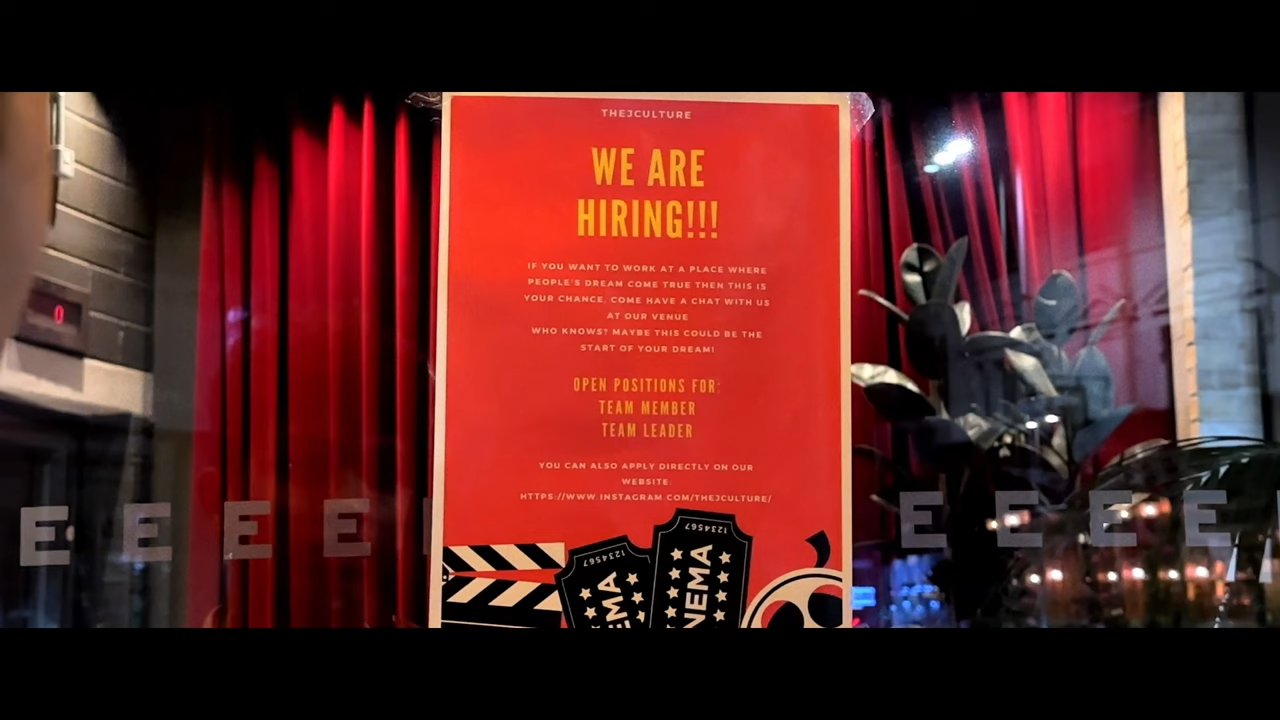 THEJCULTURE
WE ARE
HIRING!!!
IF YOU WANT TO WORK AT A PLACE WHERE
PEOPLE'S DREAM COME TRUE THEN THIS IS
YOUR CHANCE. COME HAVE A CHAT WITH US
AT OUR VENUE
WHO KNOWS? MAYBE THIS COULD BE THE
START OF YOUR DREAM!
OPEN POSITIONS FOR:
TEAM MEMBER
TEAM LEADER
YOU CAN ALSO APPLY DIRECTLY ON OUR
WEBSITE:
HTTPS://WWW.INSTAGRAM.COM/THEJCULTURE/
1234567
1234567
EMA
NEMA
E E E E E E E E
0